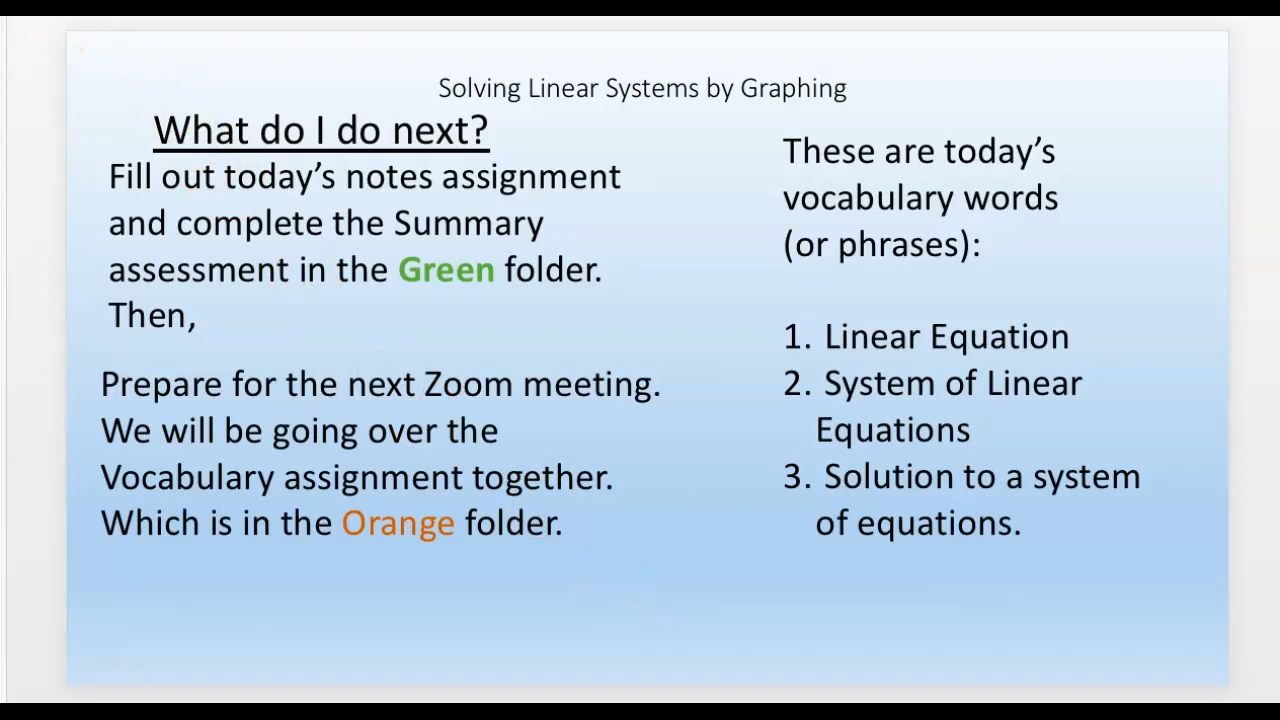 Solving Linear Systems by Graphing
What do I do next?
Fill out today’s notes assignment
and complete the Summary
assessment in the Green folder.
Then,
Prepare for the next Zoom meeting.
We will be going over the
Vocabulary assignment together.
Which is in the Orange folder.
These are today’s
vocabulary words
(or phrases):
1. Linear Equation
2. System of Linear
Equations
3. Solution to a system
of equations.